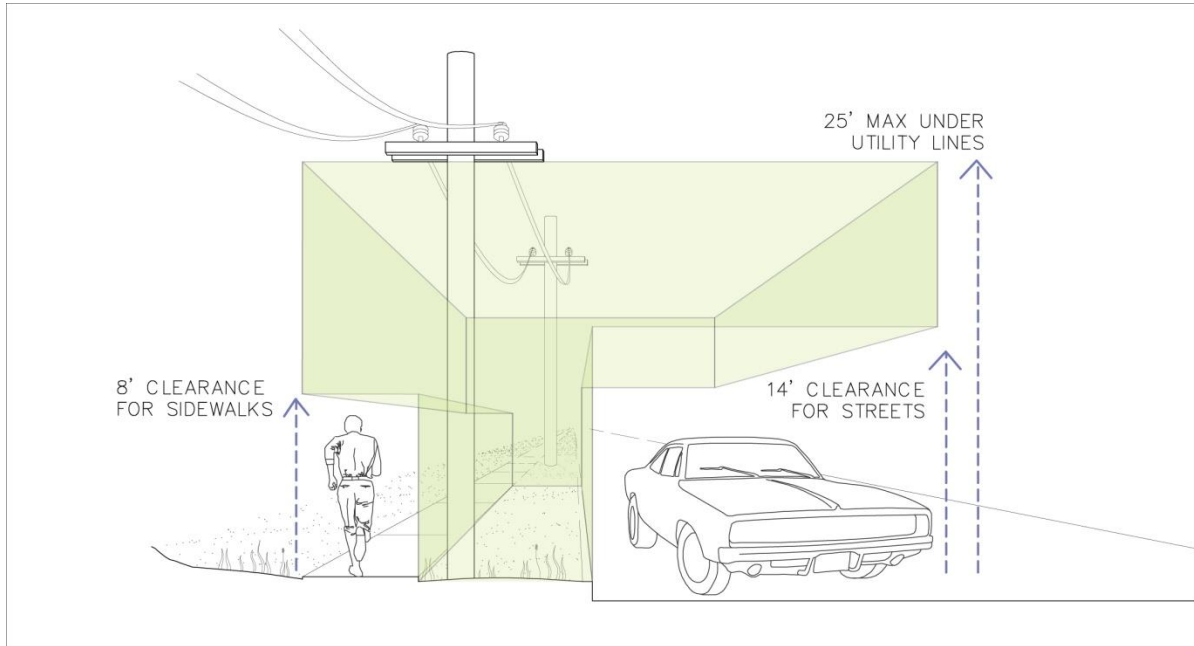 25' MAX UNDER
UTILITY LINES
8' CLEARANCE
FOR SIDEWALKS
14' CLEARANCE
FOR STREETS